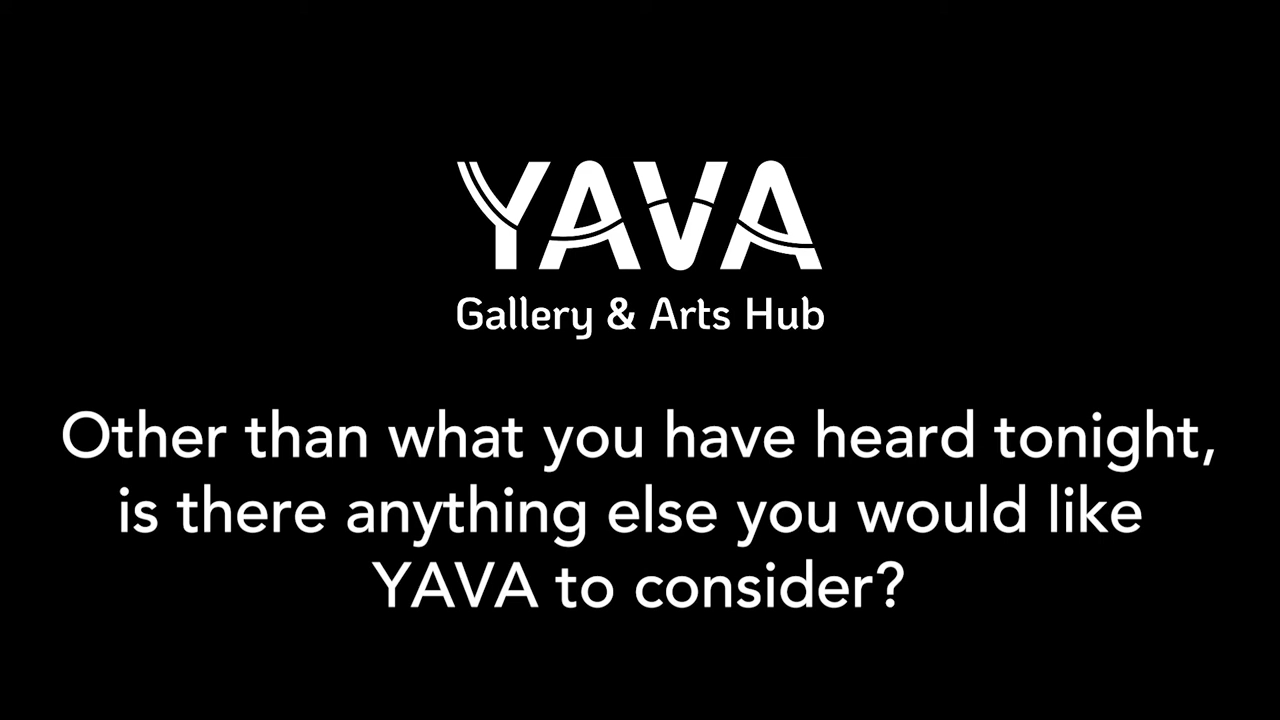 YAVA
Gallery & Arts Hub
Other than what you have heard tonight,
is there anything else you would like
YAVA to consider?